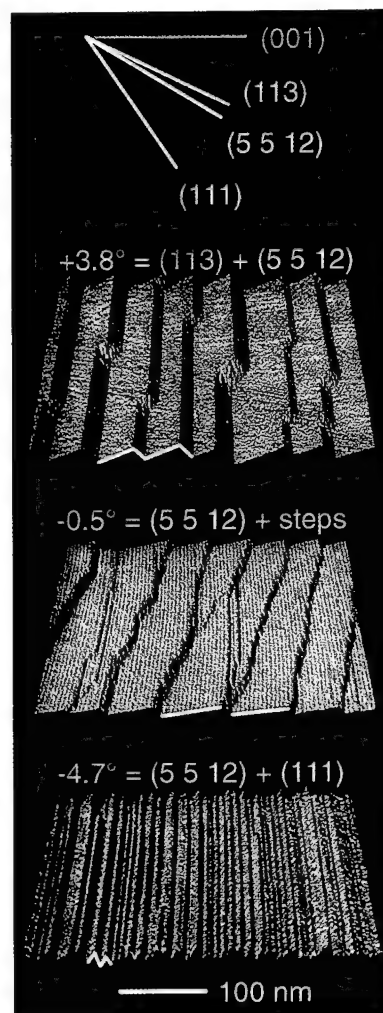 (001)
(113)
(5 5 12)
(111)
+3.8° = (113) + (5 5 12)
-0.5° = (5 5 12) + steps
-4.7° = (5 5 12) + (111)
100 nm